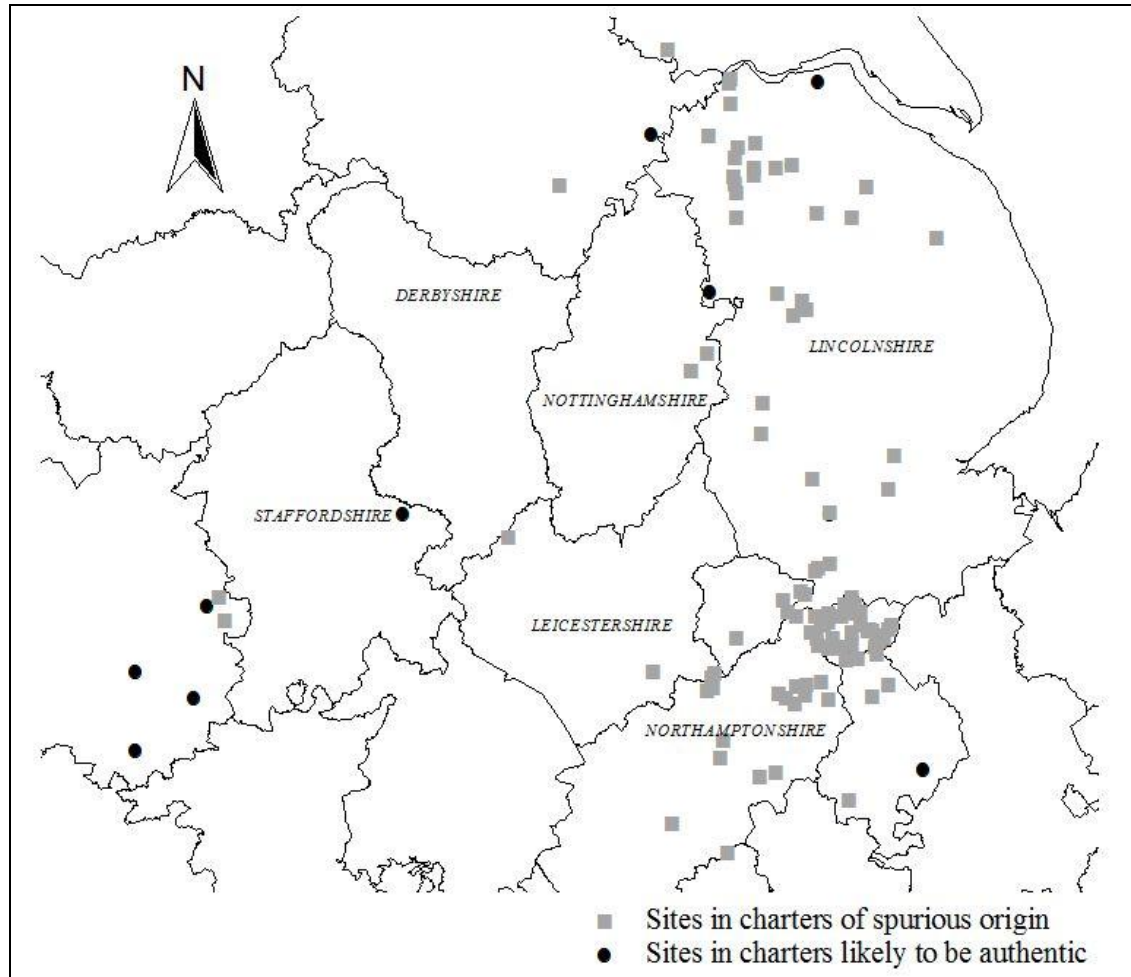 N
DERBYSHIRE
LINCOLNSHIRE
NOTTINGHAMSHIRE
STAFFORDSHIRE
LEICESTERSHIRE
NORTHAMPTONSHIRE
Sites in charters of spurious origin
Sites in charters likely to be authentic